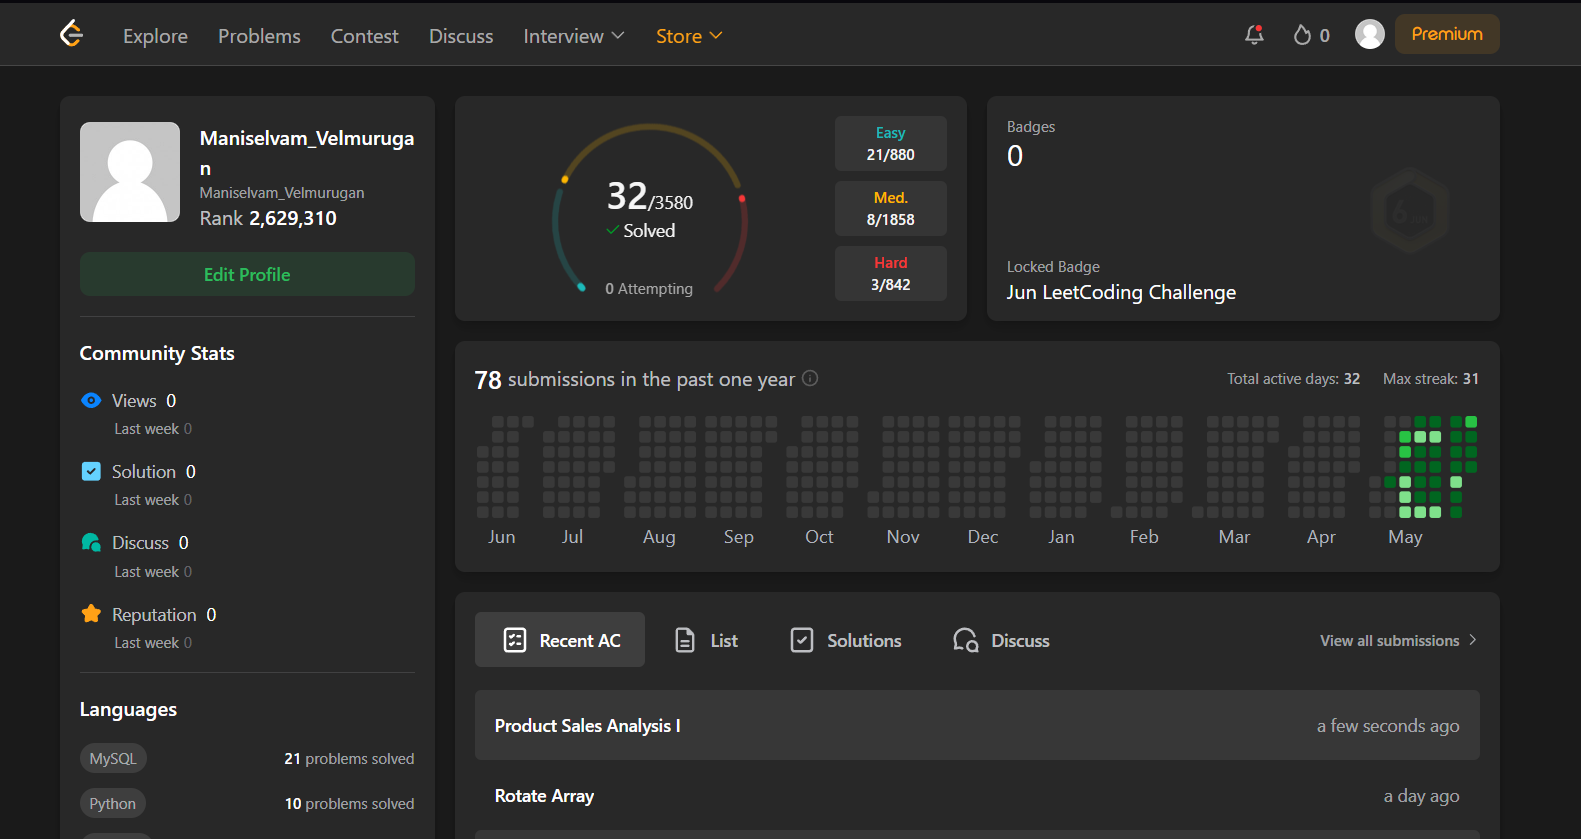 Explore Problems Contest Discuss Interview Store 0 Premium
Maniselvam_Velmuruga
n
Maniselvam_Velmurugan
Rank 2,629,310
Edit Profile
Community Stats
Views 0
Last week 0
Solution 0
Last week 0
Discuss 0
Last week 0
Reputation 0
Last week 0
Languages
MySQL 21 problems solved
Python 10 problems solved
32/3580
Solved
0 Attempting
Easy
21/880
Med.
8/1858
Hard
3/842
Badges
0
6 JUN
Locked Badge
Jun LeetCoding Challenge
78 submissions in the past one year Total active days: 32 Max streak: 31
Jun Jul Aug Sep Oct Nov Dec Jan Feb Mar Apr May
Recent AC List Solutions Discuss View all submissions
Product Sales Analysis I a few seconds ago
Rotate Array a day ago